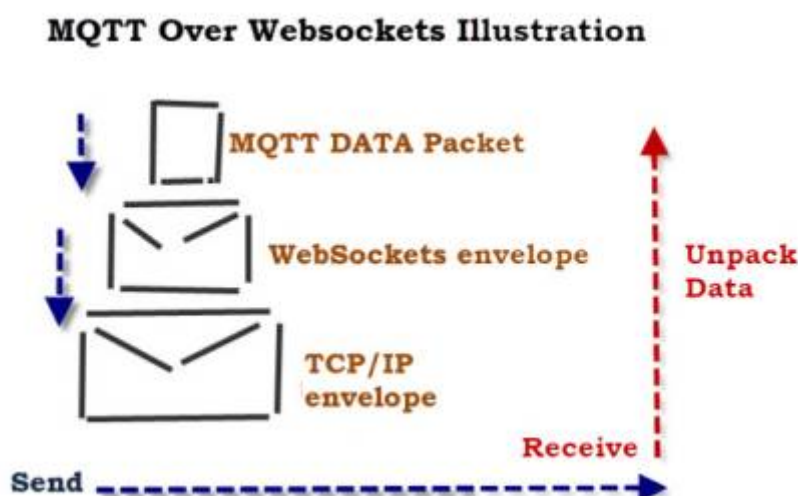 MQTT Over Websockets Illustration
MQTT DATA Packet
WebSockets envelope
Unpack
Data
TCP/IP
envelope
Receive
Send